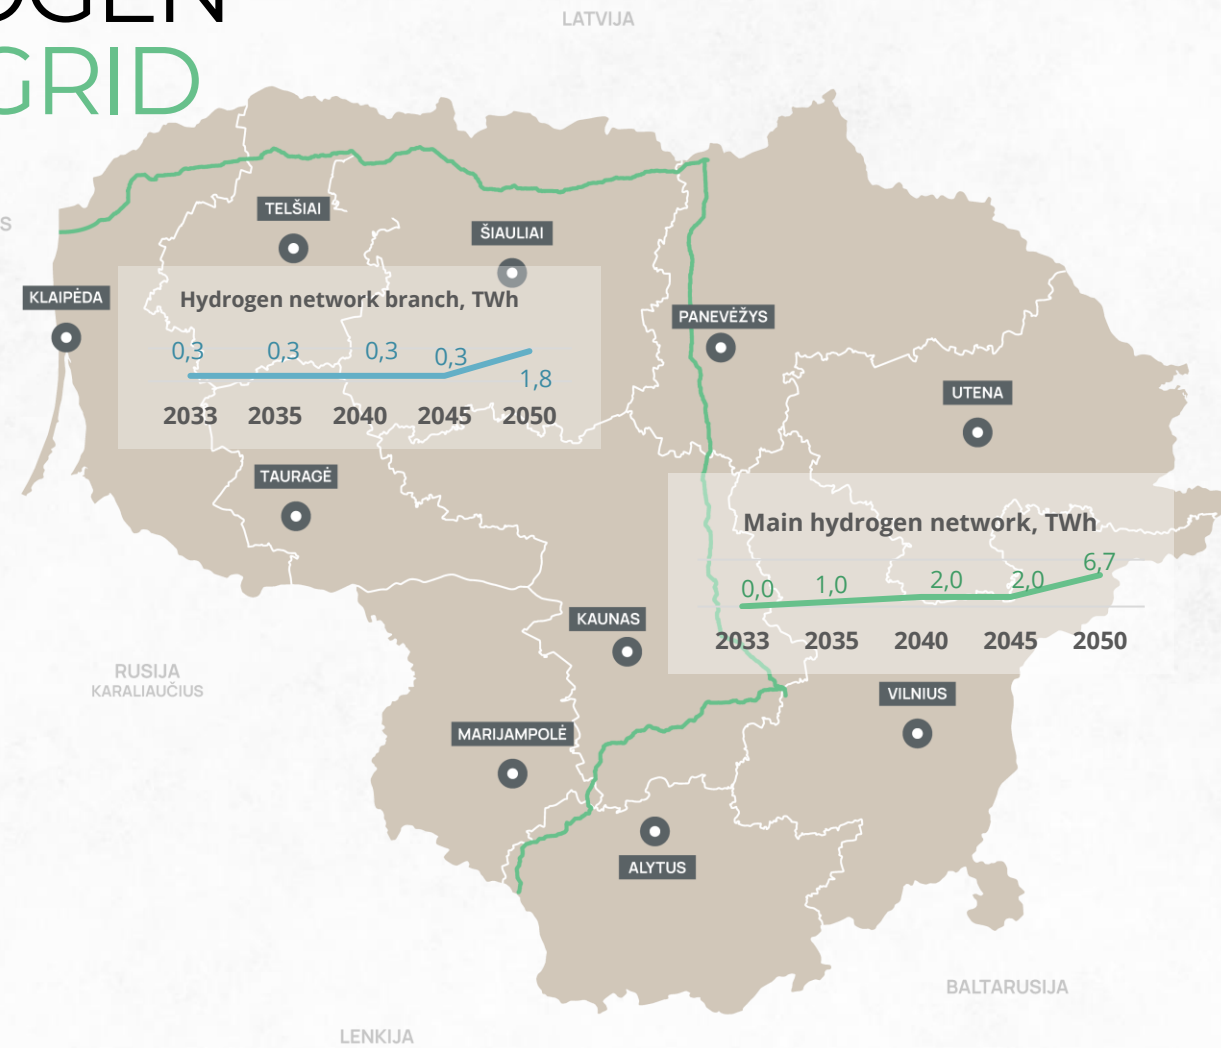 GRID
LATVIJA
TELŠIAI
ŠIAULIAI
KLAIPĖDA
Hydrogen network branch, TWh
0,3 0,3 0,3 0,3 1,8
2033 2035 2040 2045 2050
PANEVĖŽYS
UTENA
TAURAGĖ
Main hydrogen network, TWh
0,0 1,0 2,0 2,0 6,7
2033 2035 2040 2045 2050
KAUNAS
RUSIJA
KARALIAUČIUS
VILNIUS
MARIJAMPOLĖ
ALYTUS
BALTARUSIJA
LENKIJA